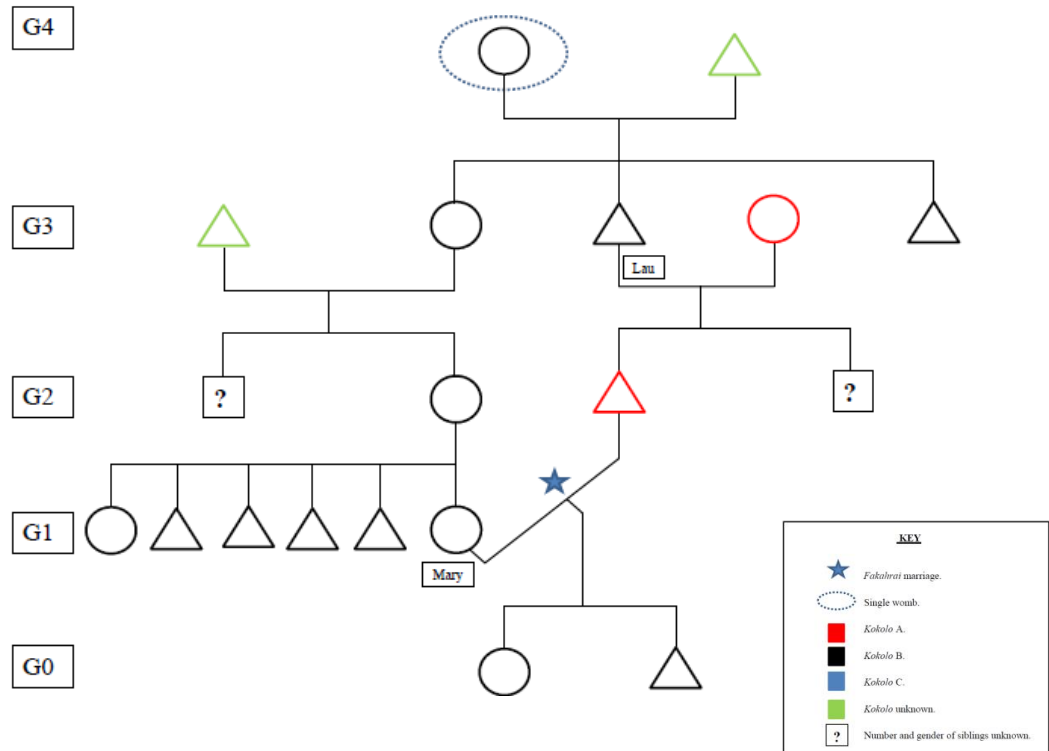 G4
G3
Lau
G2
?
?
G1
Mary
G0
KEY
Fakahrai marriage.
Single womb.
Kokolo A.
Kokolo B.
Kokolo C.
Kokolo unknown.
? Number and gender of siblings unknown.